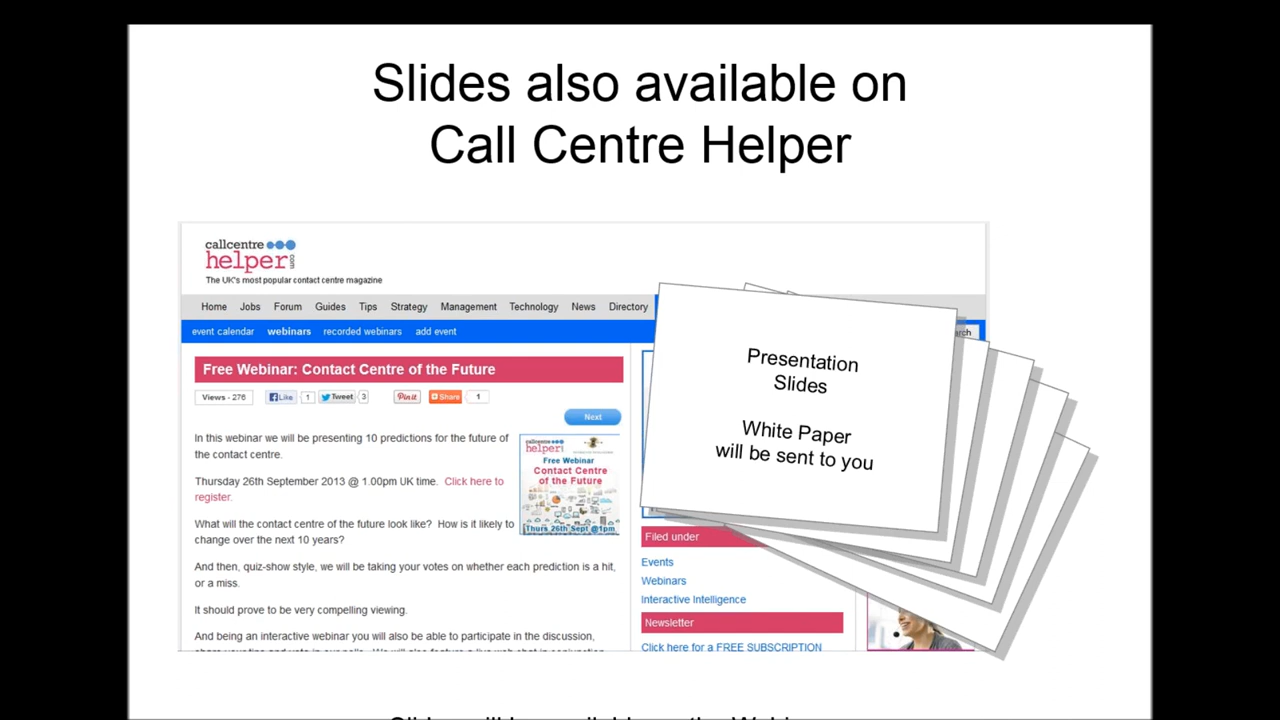 Slides also available on
Call Centre Helper
callcentre
helper.com
The UK's most popular contact centre magazine
Home Jobs Forum Guides Tips Strategy Management Technology News Directory
event calendar webinars recorded webinars add event
Free Webinar: Contact Centre of the Future
Views - 276 Like 1 Tweet 3 Pin it Share 1
Next
In this webinar we will be presenting 10 predictions for the future of
the contact centre.
Thursday 26th September 2013 @ 1.00pm UK time. Click here to
register.
What will the contact centre of the future look like? How is it likely to
change over the next 10 years?
And then, quiz-show style, we will be taking your votes on whether each prediction is a hit,
or a miss.
It should prove to be very compelling viewing.
And being an interactive webinar you will also be able to participate in the discussion,
callcentre
helper
Free Webinar
Contact Centre
of the Future
Thurs 26th Sept @1pm
Presentation
Slides
White Paper
will be sent to you
Filed under
Events
Webinars
Interactive Intelligence
Newsletter
Click here for a FREE SUBSCRIPTION